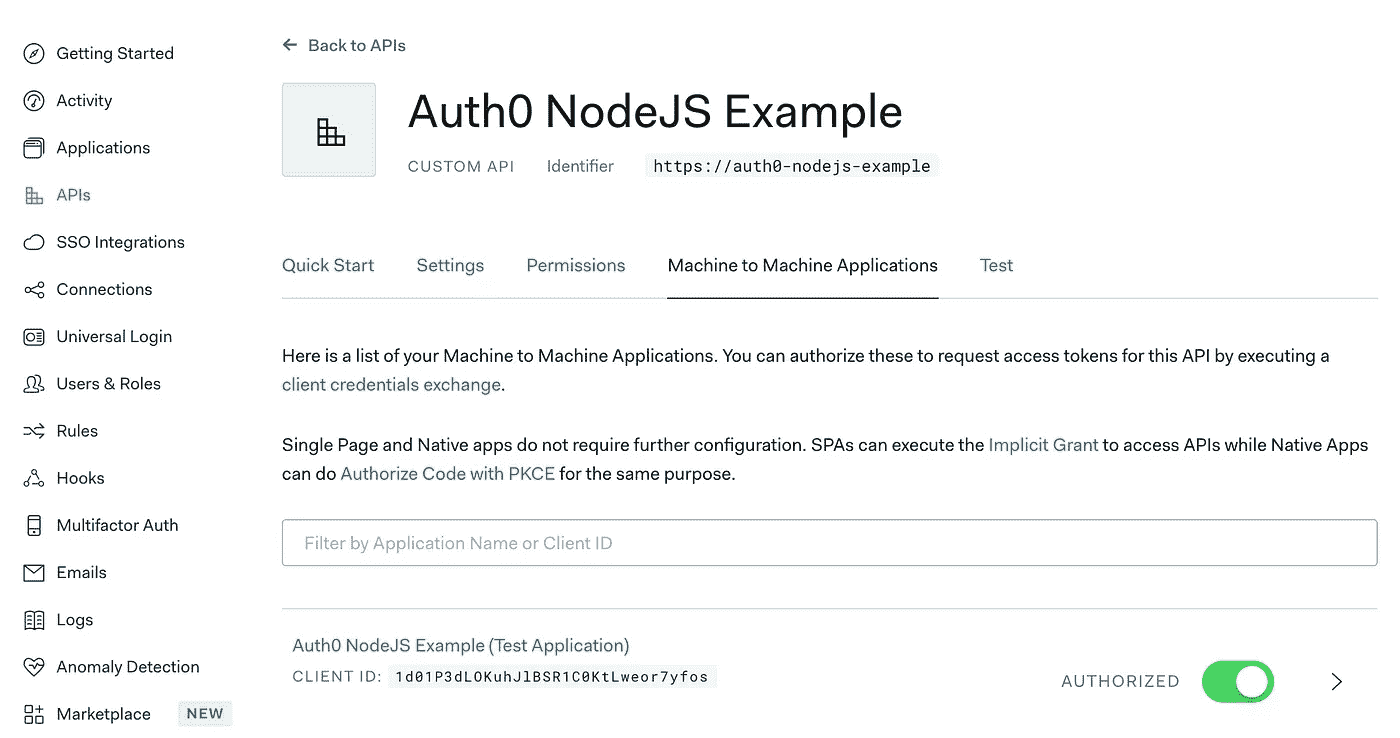 Getting Started
Activity
Applications
APIs
SSO Integrations
Connections
Universal Login
Users & Roles
Rules
Hooks
Multifactor Auth
Emails
Logs
Anomaly Detection
Marketplace NEW
← Back to APIs
Auth0 NodeJS Example
CUSTOM API Identifier https://auth0-nodejs-example
Quick Start Settings Permissions Machine to Machine Applications Test
Here is a list of your Machine to Machine Applications. You can authorize these to request access tokens for this API by executing a
client credentials exchange.
Single Page and Native apps do not require further configuration. SPAs can execute the Implicit Grant to access APIs while Native Apps
can do Authorize Code with PKCE for the same purpose.
Filter by Application Name or Client ID
Auth0 NodeJS Example (Test Application)
CLIENT ID: 1d01P3dLOKuhJlBSR1C0KtLweor7yfos
AUTHORIZED